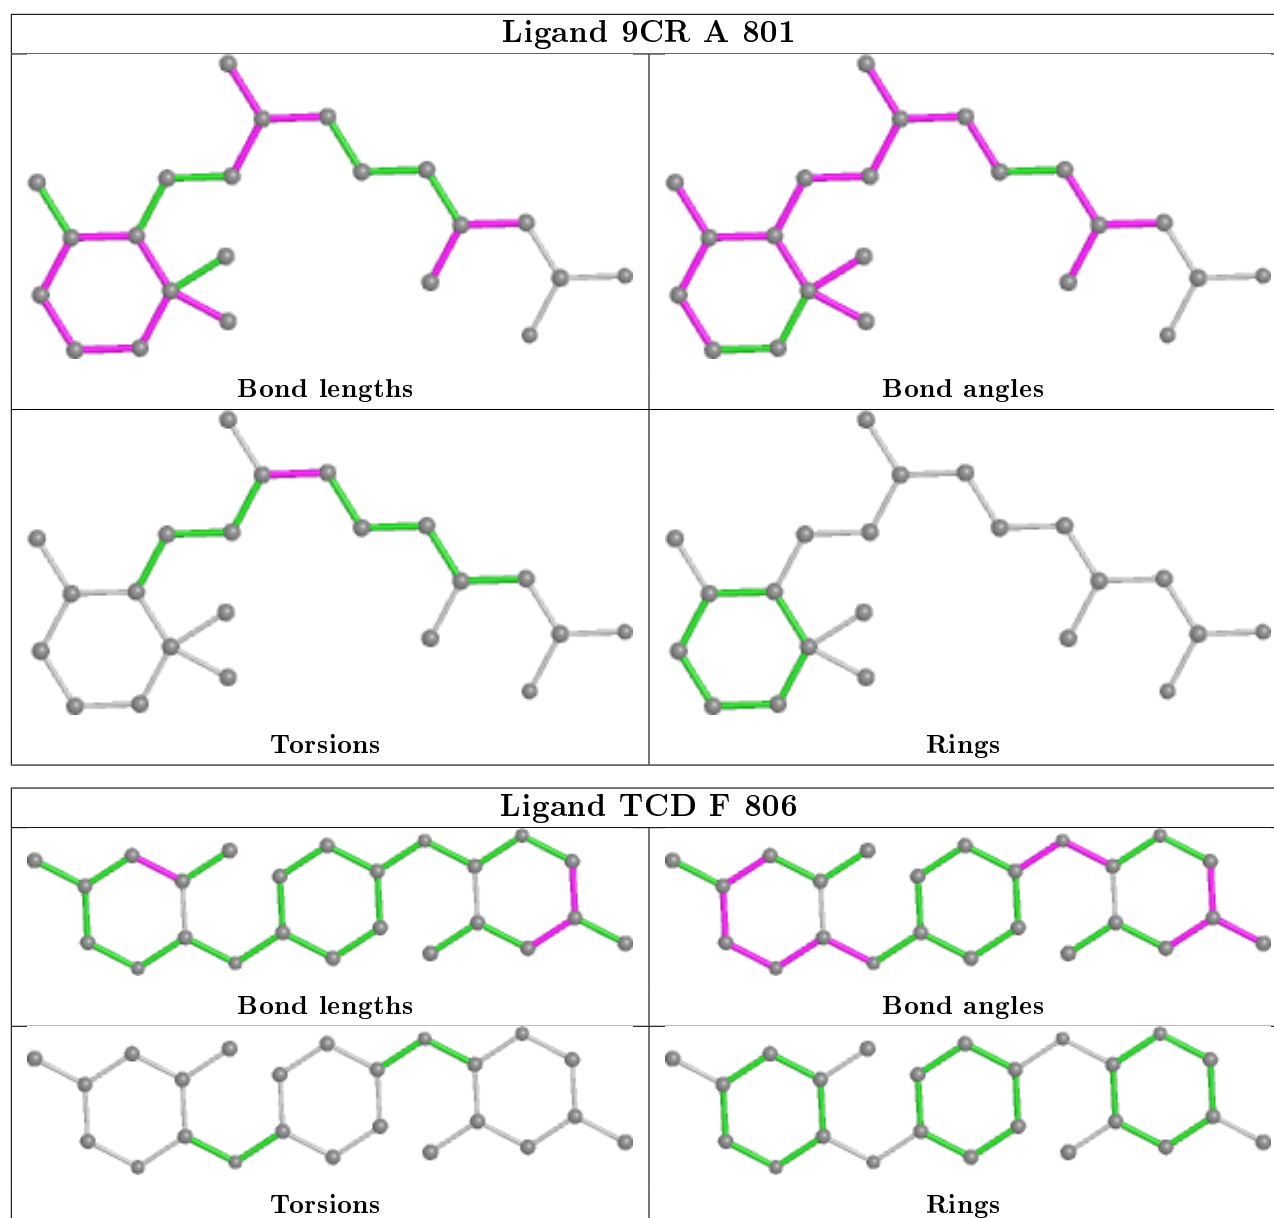 Ligand 9CR A 801
Bond lengths
Bond angles
Torsions
Rings
Ligand TCD F 806
Bond lengths
Bond angles
Torsions
Rings